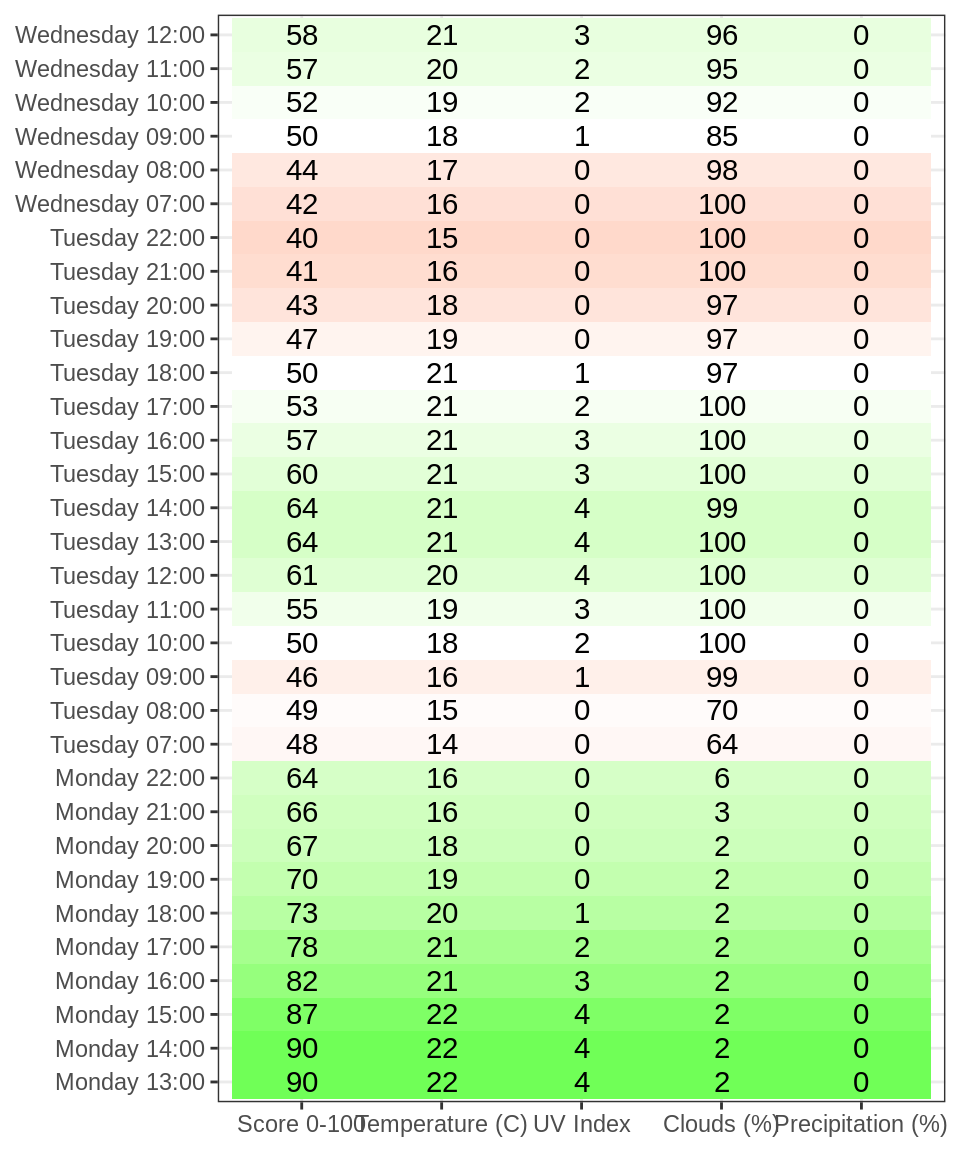 Wednesday 12:00 58 21 3 96 0
Wednesday 11:00 57 20 2 95 0
Wednesday 10:00 52 19 2 92 0
Wednesday 09:00 50 18 1 85 0
Wednesday 08:00 44 17 0 98 0
Wednesday 07:00 42 16 0 100 0
Tuesday 22:00 40 15 0 100 0
Tuesday 21:00 41 16 0 100 0
Tuesday 20:00 43 18 0 97 0
Tuesday 19:00 47 19 0 97 0
Tuesday 18:00 50 21 1 97 0
Tuesday 17:00 53 21 2 100 0
Tuesday 16:00 57 21 3 100 0
Tuesday 15:00 60 21 3 100 0
Tuesday 14:00 64 21 4 99 0
Tuesday 13:00 64 21 4 100 0
Tuesday 12:00 61 20 4 100 0
Tuesday 11:00 55 19 3 100 0
Tuesday 10:00 50 18 2 100 0
Tuesday 09:00 46 16 1 99 0
Tuesday 08:00 49 15 0 70 0
Tuesday 07:00 48 14 0 64 0
Monday 22:00 64 16 0 6 0
Monday 21:00 66 16 0 3 0
Monday 20:00 67 18 0 2 0
Monday 19:00 70 19 0 2 0
Monday 18:00 73 20 1 2 0
Monday 17:00 78 21 2 2 0
Monday 16:00 82 21 3 2 0
Monday 15:00 87 22 4 2 0
Monday 14:00 90 22 4 2 0
Monday 13:00 90 22 4 2 0
Score 0-100 Temperature (C) UV Index Clouds (%) Precipitation (%)